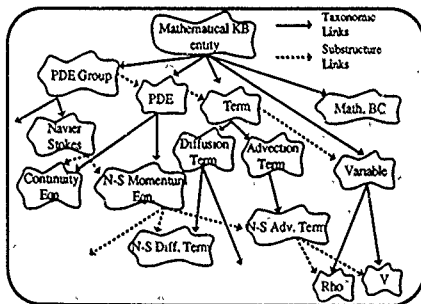 Mathematical KB
entity
Taxonomic
Links
Substructure
Links
PDE Group
PDE
Term
Math. BC
Navier
Stokes
Diffusion
Term
Advection
Term
Variable
Continuity
Eqn
N-S Momentum
Eqn.
N-S Adv. Term
N-S Diff. Term
Rho
V